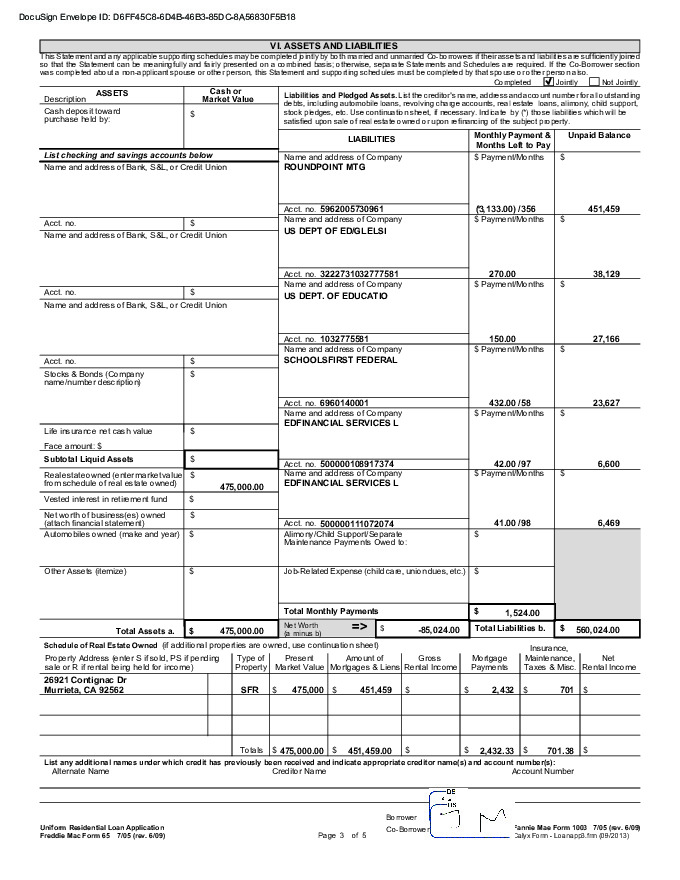 DocuSign Envelope ID: D6FF45C8-6D4B-46B3-85DC-8A56830F5B18
VI. ASSETS AND LIABILITIES
This Statement and any applicable supporting schedules may be completed jointly by both married and unmarried Co-borrowers if their assets and liabilities are sufficiently joined
so that the Statement can be meaningfully and fairly presented on a combined basis; otherwise, separate Statements and Schedules are required. If the Co-Borrower section
was completed about a non-applicant spouse or other person, this Statement and supporting schedules must be completed by that spouse or other person also.
Completed ☑ Jointly ☐ Not Jointly
ASSETS
Description
Cash or
Market Value
Cash deposit toward
purchase held by:
$
List checking and savings accounts below
Name and address of Bank, S&L, or Credit Union
Acct. no. $
Name and address of Bank, S&L, or Credit Union
Acct. no. $
Name and address of Bank, S&L, or Credit Union
Acct. no. $
Stocks & Bonds (Company
name/number description)
$
Life insurance net cash value
Face amount: $
$
Subtotal Liquid Assets $
Real estate owned (enter market value
from schedule of real estate owned)
$ 475,000.00
Vested interest in retirement fund $
Net worth of business(es) owned
(attach financial statement)
$
Automobiles owned (make and year) $
Other Assets (itemize) $
Total Assets a. $ 475,000.00
Liabilities and Pledged Assets. List the creditor's name, address and account number for all outstanding
debts, including automobile loans, revolving charge accounts, real estate loans, alimony, child support,
stock pledges, etc. Use continuation sheet, if necessary. Indicate by (*) those liabilities which will be
satisfied upon sale of real estate owned or upon refinancing of the subject property.
LIABILITIES
Monthly Payment &
Months Left to Pay
Unpaid Balance
Name and address of Company $ Payment/Months $
ROUNDPOINT MTG
Acct. no. 5962005730961 (3,133.00) /356 451,459
Name and address of Company $ Payment/Months $
US DEPT OF ED/GLELSI
Acct. no. 3222731032777581 270.00 38,129
Name and address of Company $ Payment/Months $
US DEPT. OF EDUCATIO
Acct. no. 1032775581 150.00 27,166
Name and address of Company $ Payment/Months $
SCHOOLSFIRST FEDERAL
Acct. no. 6960140001 432.00 /58 23,627
Name and address of Company $ Payment/Months $
EDFINANCIAL SERVICES L
Acct. no. 500000108917374 42.00 /97 6,600
Name and address of Company $ Payment/Months $
EDFINANCIAL SERVICES L
Acct. no. 500000111072074 41.00 /98 6,469
Alimony/Child Support/Separate
Maintenance Payments Owed to:
$
Job-Related Expense (child care, union dues, etc.) $
Total Monthly Payments $ 1,524.00
Net Worth
(a minus b)
=> $ -85,024.00 Total Liabilities b. $ 560,024.00
Schedule of Real Estate Owned (if additional properties are owned, use continuation sheet)
Property Address (enter S if sold, PS if pending
sale or R if rental being held for income)
Type of
Property
Present
Market Value
Amount of
Mortgages & Liens
Gross
Rental Income
Mortgage
Payments
Insurance,
Maintenance,
Taxes & Misc.
Net
Rental Income
26921 Contignac Dr
Murrieta, CA 92562 SFR $ 475,000 $ 451,459 $ $ 2,432 $ 701 $
Totals $ 475,000.00 $ 451,459.00 $ $ 2,432.33 $ 701.38 $
List any additional names under which credit has previously been received and indicate appropriate creditor name(s) and account number(s):
Alternate Name Creditor Name Account Number
Borrower
Co-Borrower
DS
Uniform Residential Loan Application
Freddie Mac Form 65 7/05 (rev. 6/09)
Page 3 of 5
Fannie Mae Form 1003 7/05 (rev. 6/09)
Calyx Form - Loanapp3.frm (09/2013)